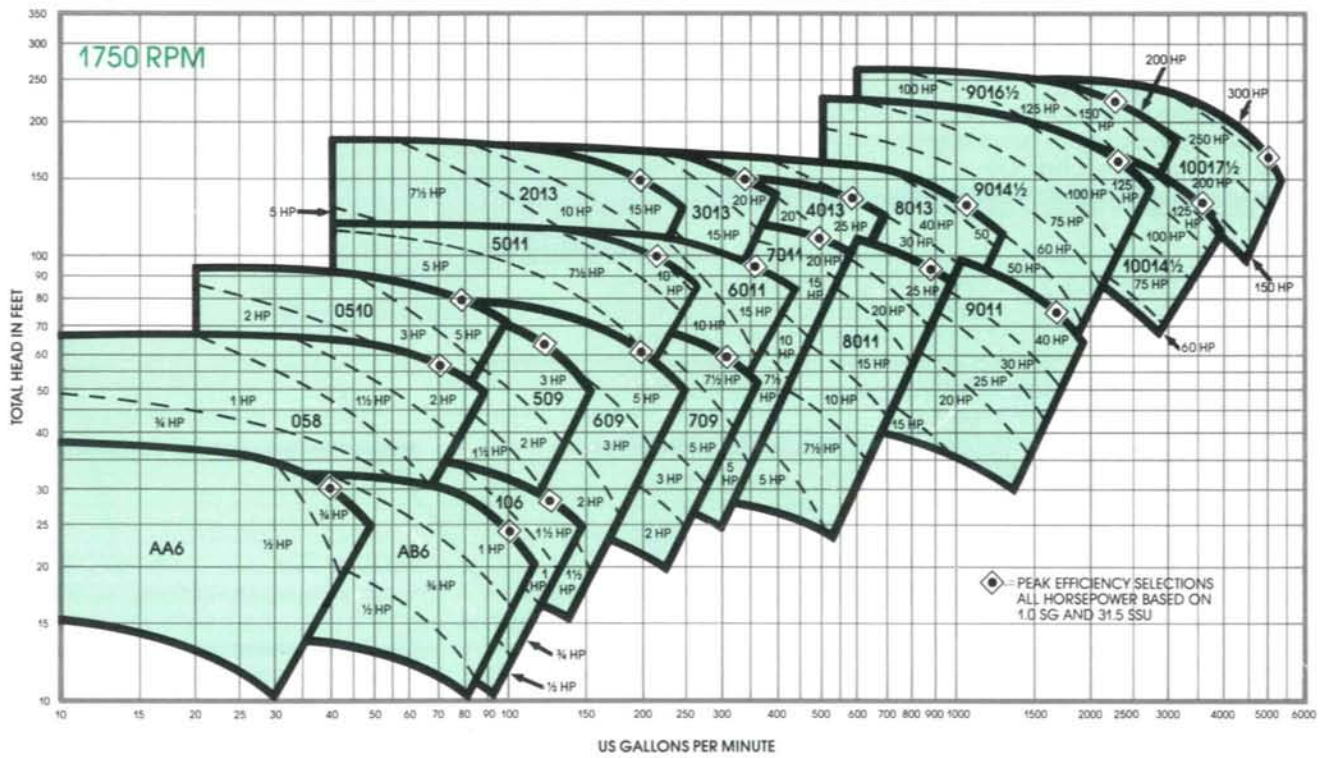 350
300
250
200
150
100
90
80
70
60
50
40
30
25
20
15
10
TOTAL HEAD IN FEET
1750 RPM
200 HP
300 HP
100 HP
9016½
125 HP
150 HP
250 HP
10017½
200 HP
9014½
100 HP
125 HP
75 HP
60 HP
50 HP
125 HP
100 HP
10014½
75 HP
150 HP
60 HP
5 HP
7½ HP
2013
10 HP
15 HP
3013
20 HP
15 HP
4013
20
25 HP
8013
40 HP
30 HP
50
5011
5 HP
7½ HP
10 HP
7011
20 HP
15 HP
25 HP
6011
15 HP
10 HP
10 HP
7½ HP
20 HP
8011
15 HP
10 HP
7½ HP
5 HP
9011
40 HP
30 HP
25 HP
20 HP
15 HP
2 HP
0510
3 HP
5 HP
3 HP
509
2 HP
1½ HP
5 HP
609
3 HP
2 HP
1½ HP
7½ HP
709
5 HP
3 HP
2 HP
5 HP
1 HP
¾ HP
058
1½ HP
2 HP
106
1½ HP
1 HP
¾ HP
AA6
½ HP
AB6
1 HP
¾ HP
½ HP
¾ HP
½ HP
PEAK EFFICIENCY SELECTIONS
ALL HORSEPOWER BASED ON
1.0 SG AND 31.5 SSU
10 15 20 25 30 40 50 60 70 80 90 100 150 200 250 300 400 500 600 700 800 900 1000 1500 2000 2500 3000 4000 5000 6000
US GALLONS PER MINUTE